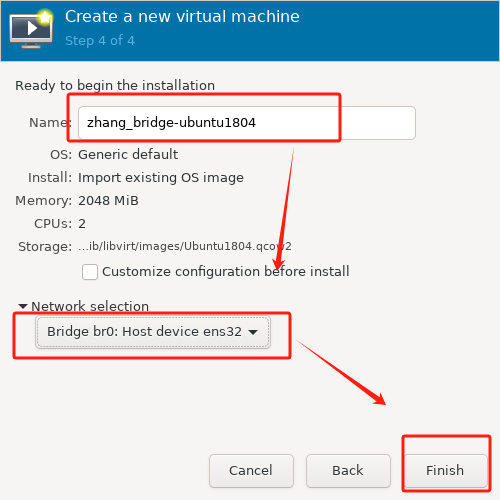 Create a new virtual machine
Step 4 of 4
Ready to begin the installation
Name: zhang_bridge-ubuntu1804
OS: Generic default
Install: Import existing OS image
Memory: 2048 MiB
CPUs: 2
Storage: ...ib/libvirt/images/Ubuntu1804.qcow2
Customize configuration before install
Network selection
Bridge br0: Host device ens32
Cancel Back Finish